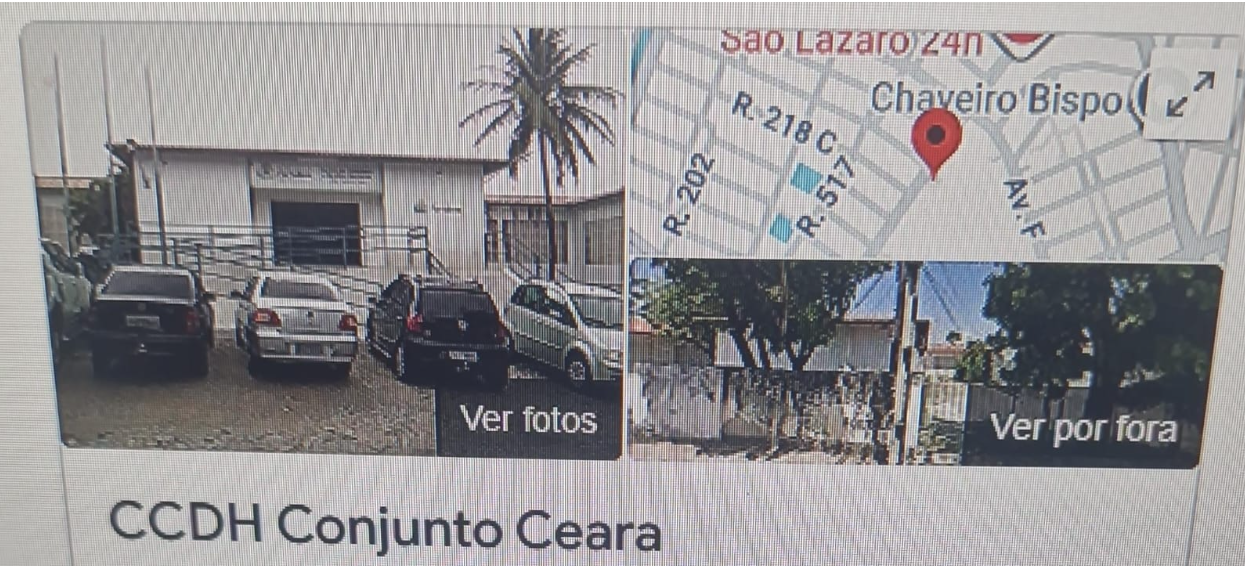 São Lázaro 24h
Chaveiro Bispo
R. 218 C
R. 202
R. 517
Av. F
Ver fotos
Ver por fora
CCDH Conjunto Ceara